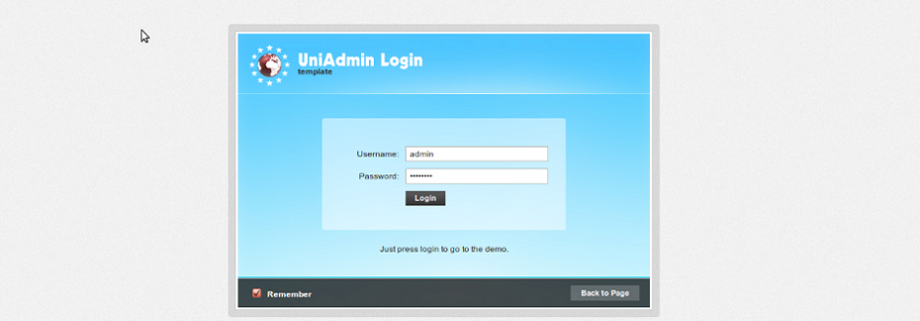 UniAdmin Login
template
Username: admin
Password: ••••••••
Login
Just press login to go to the demo.
Remember
Back to Page